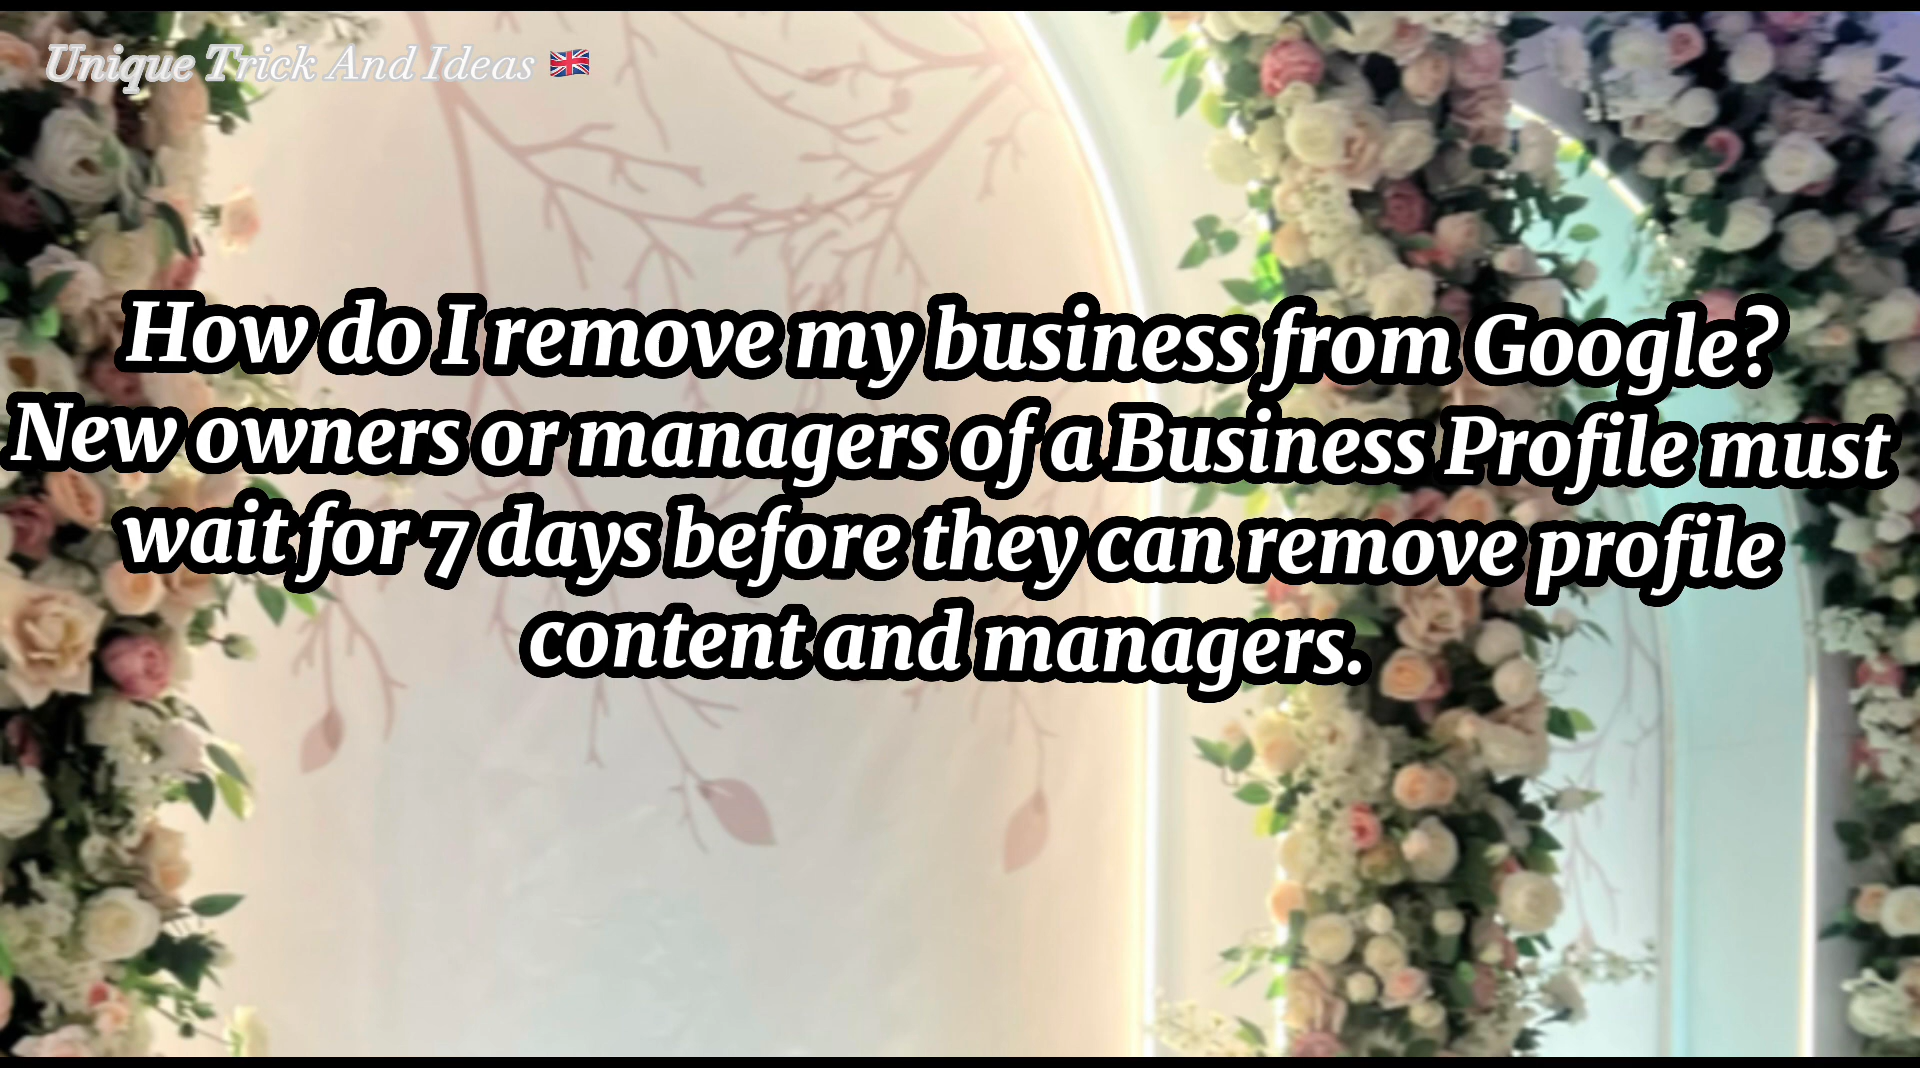 Unique Trick And Ideas 🇬🇧
How do I remove my business from Google?
New owners or managers of a Business Profile must
wait for 7 days before they can remove profile
content and managers.